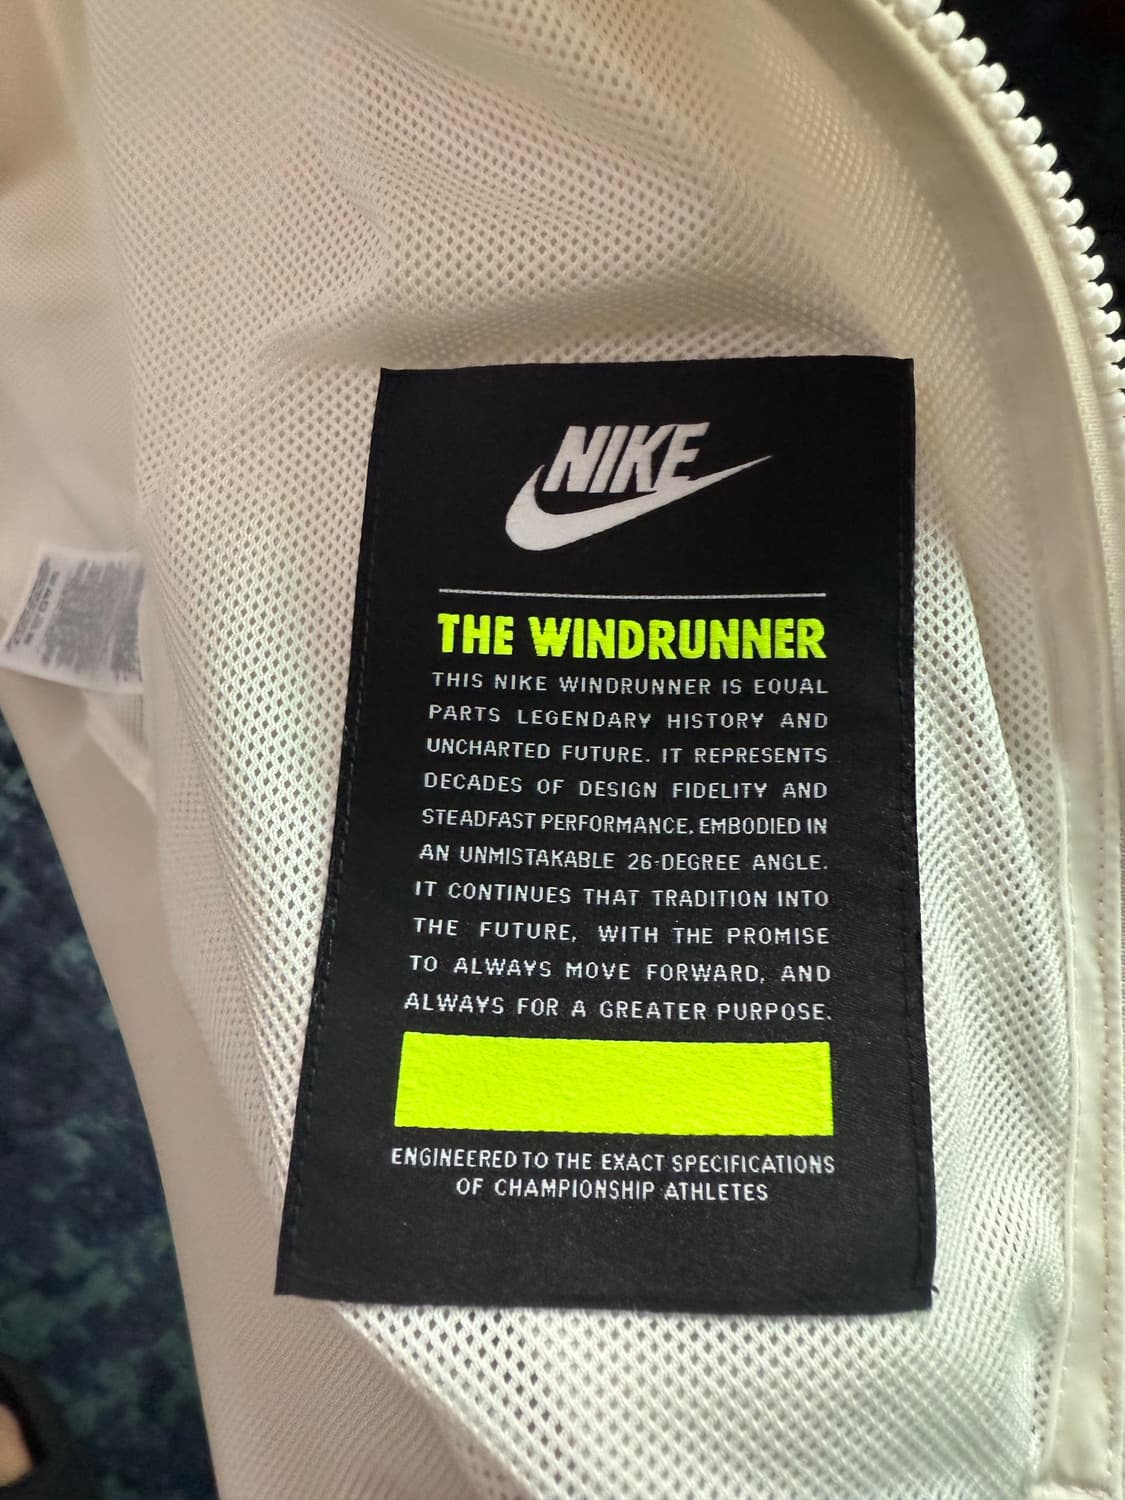 NIKE
THE WINDRUNNER
THIS NIKE WINDRUNNER IS EQUAL
PARTS LEGENDARY HISTORY AND
UNCHARTED FUTURE. IT REPRESENTS
DECADES OF DESIGN FIDELITY AND
STEADFAST PERFORMANCE, EMBODIED IN
AN UNMISTAKABLE 26-DEGREE ANGLE.
IT CONTINUES THAT TRADITION INTO
THE FUTURE, WITH THE PROMISE
TO ALWAYS MOVE FORWARD, AND
ALWAYS FOR A GREATER PURPOSE.
ENGINEERED TO THE EXACT SPECIFICATIONS
OF CHAMPIONSHIP ATHLETES